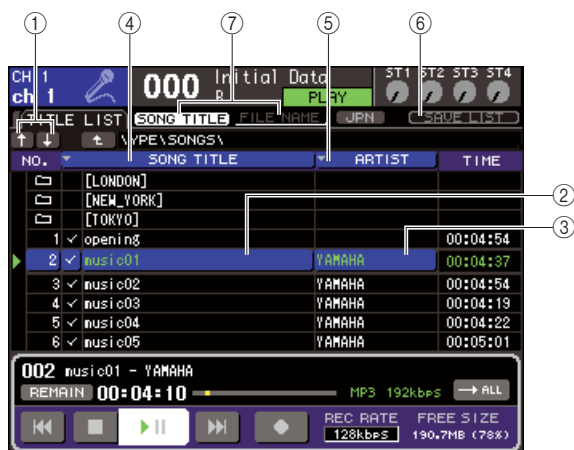 ① ④ ⑦ ⑤ ⑥
CH 1 000 Initial Data ST1 ST2 ST3 ST4
ch 1 R PLAY
TITLE LIST SONG TITLE FILE NAME JPN SAVE LIST
\YPE\SONGS\
NO. SONG TITLE ARTIST TIME
[LONDON]
[NEW_YORK]
[TOKYO]
②
1 opening 00:04:54
2 music01 YAMAHA 00:04:37
③
3 music02 YAMAHA 00:04:54
4 music03 YAMAHA 00:04:19
5 music04 YAMAHA 00:04:22
6 music05 YAMAHA 00:05:01
002 music01 - YAMAHA
REMAIN 00:04:10 MP3 192kbps → ALL
REC RATE FREE SIZE
128kbps 190.7MB (78%)